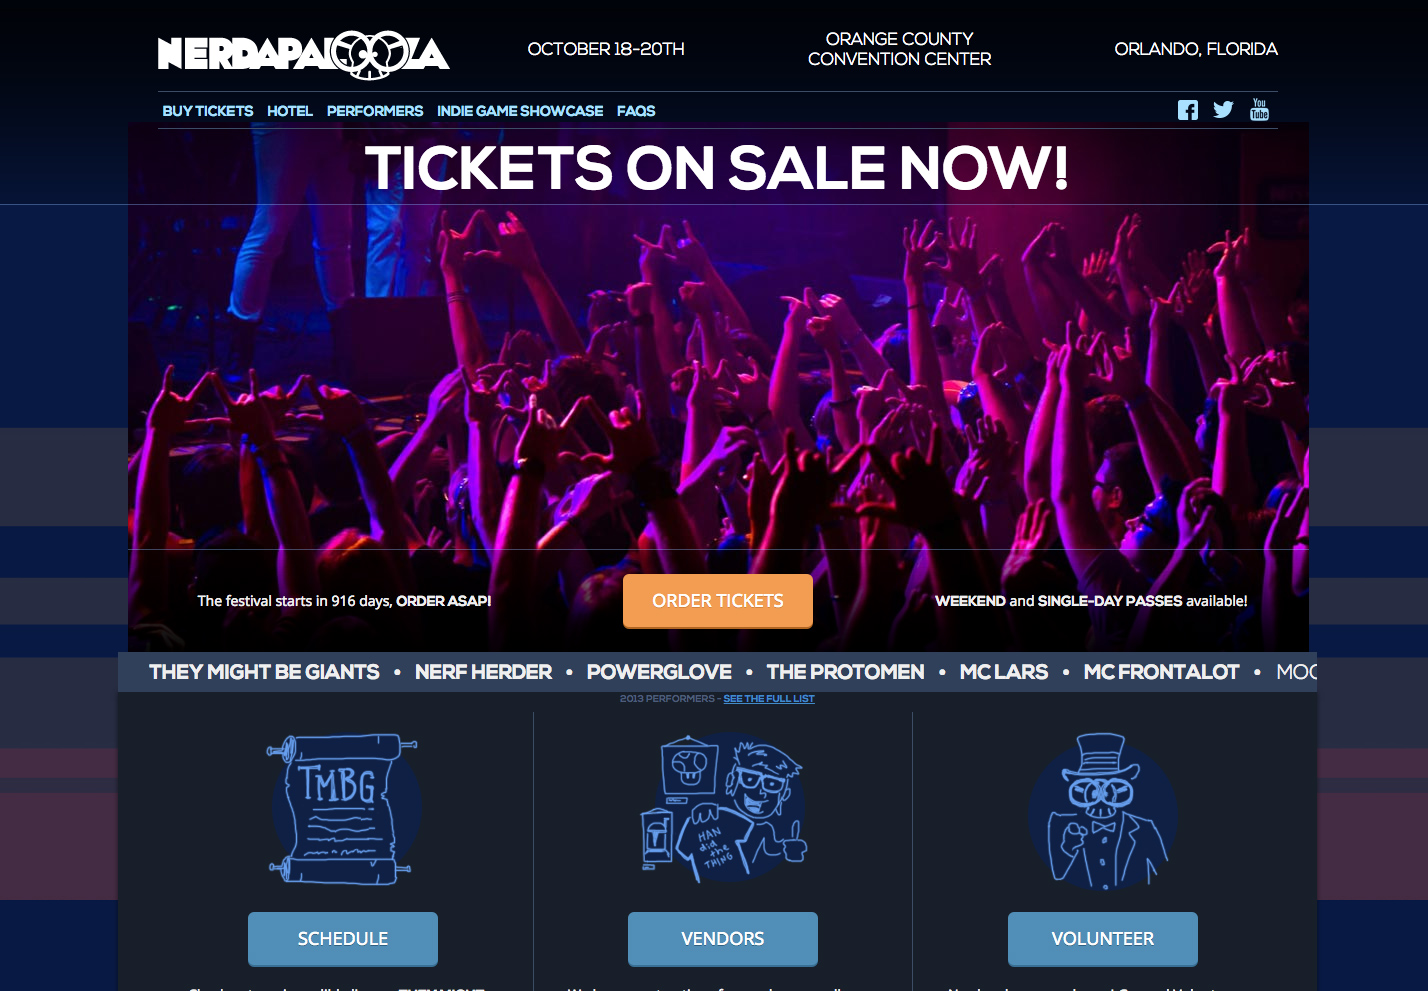 NERDAPALOOZA
OCTOBER 18-20TH
ORANGE COUNTY
CONVENTION CENTER
ORLANDO, FLORIDA
BUY TICKETS HOTEL PERFORMERS INDIE GAME SHOWCASE FAQS
You
Tube
TICKETS ON SALE NOW!
The festival starts in 916 days, ORDER ASAP!
ORDER TICKETS
WEEKEND and SINGLE-DAY PASSES available!
THEY MIGHT BE GIANTS • NERF HERDER • POWERGLOVE • THE PROTOMEN • MC LARS • MC FRONTALOT • MOO
2013 PERFORMERS - SEE THE FULL LIST
TMBG
HAN
did
the
THING
SCHEDULE
VENDORS
VOLUNTEER